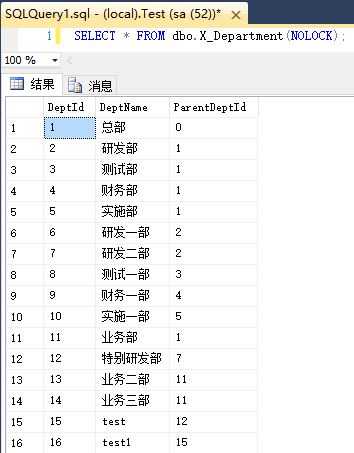 SQLQuery1.sql - (local).Test (sa (52))* ×
1 SELECT * FROM dbo.X_Department(NOLOCK);
100 %
结果 消息
DeptId DeptName ParentDeptId
1 1 总部 0
2 2 研发部 1
3 3 测试部 1
4 4 财务部 1
5 5 实施部 1
6 6 研发一部 2
7 7 研发二部 2
8 8 测试一部 3
9 9 财务一部 4
10 10 实施一部 5
11 11 业务部 1
12 12 特别研发部 7
13 13 业务二部 11
14 14 业务三部 11
15 15 test 12
16 16 test1 15